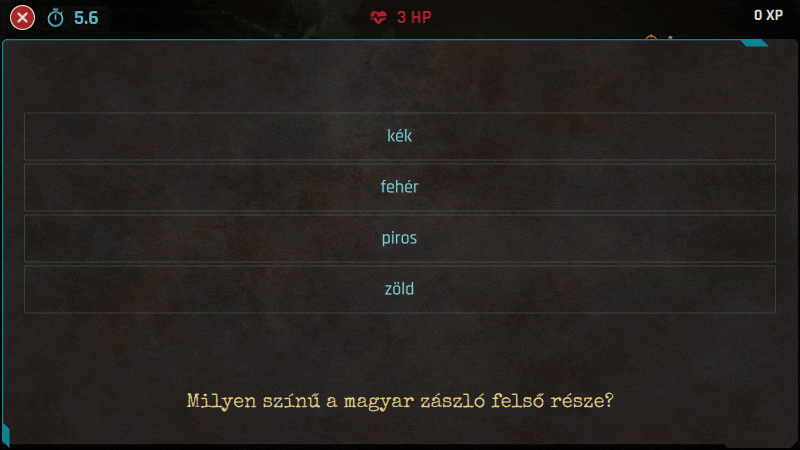 5.6
3 HP
0 XP
kék
fehér
piros
zöld
Milyen színű a magyar zászló felső része?